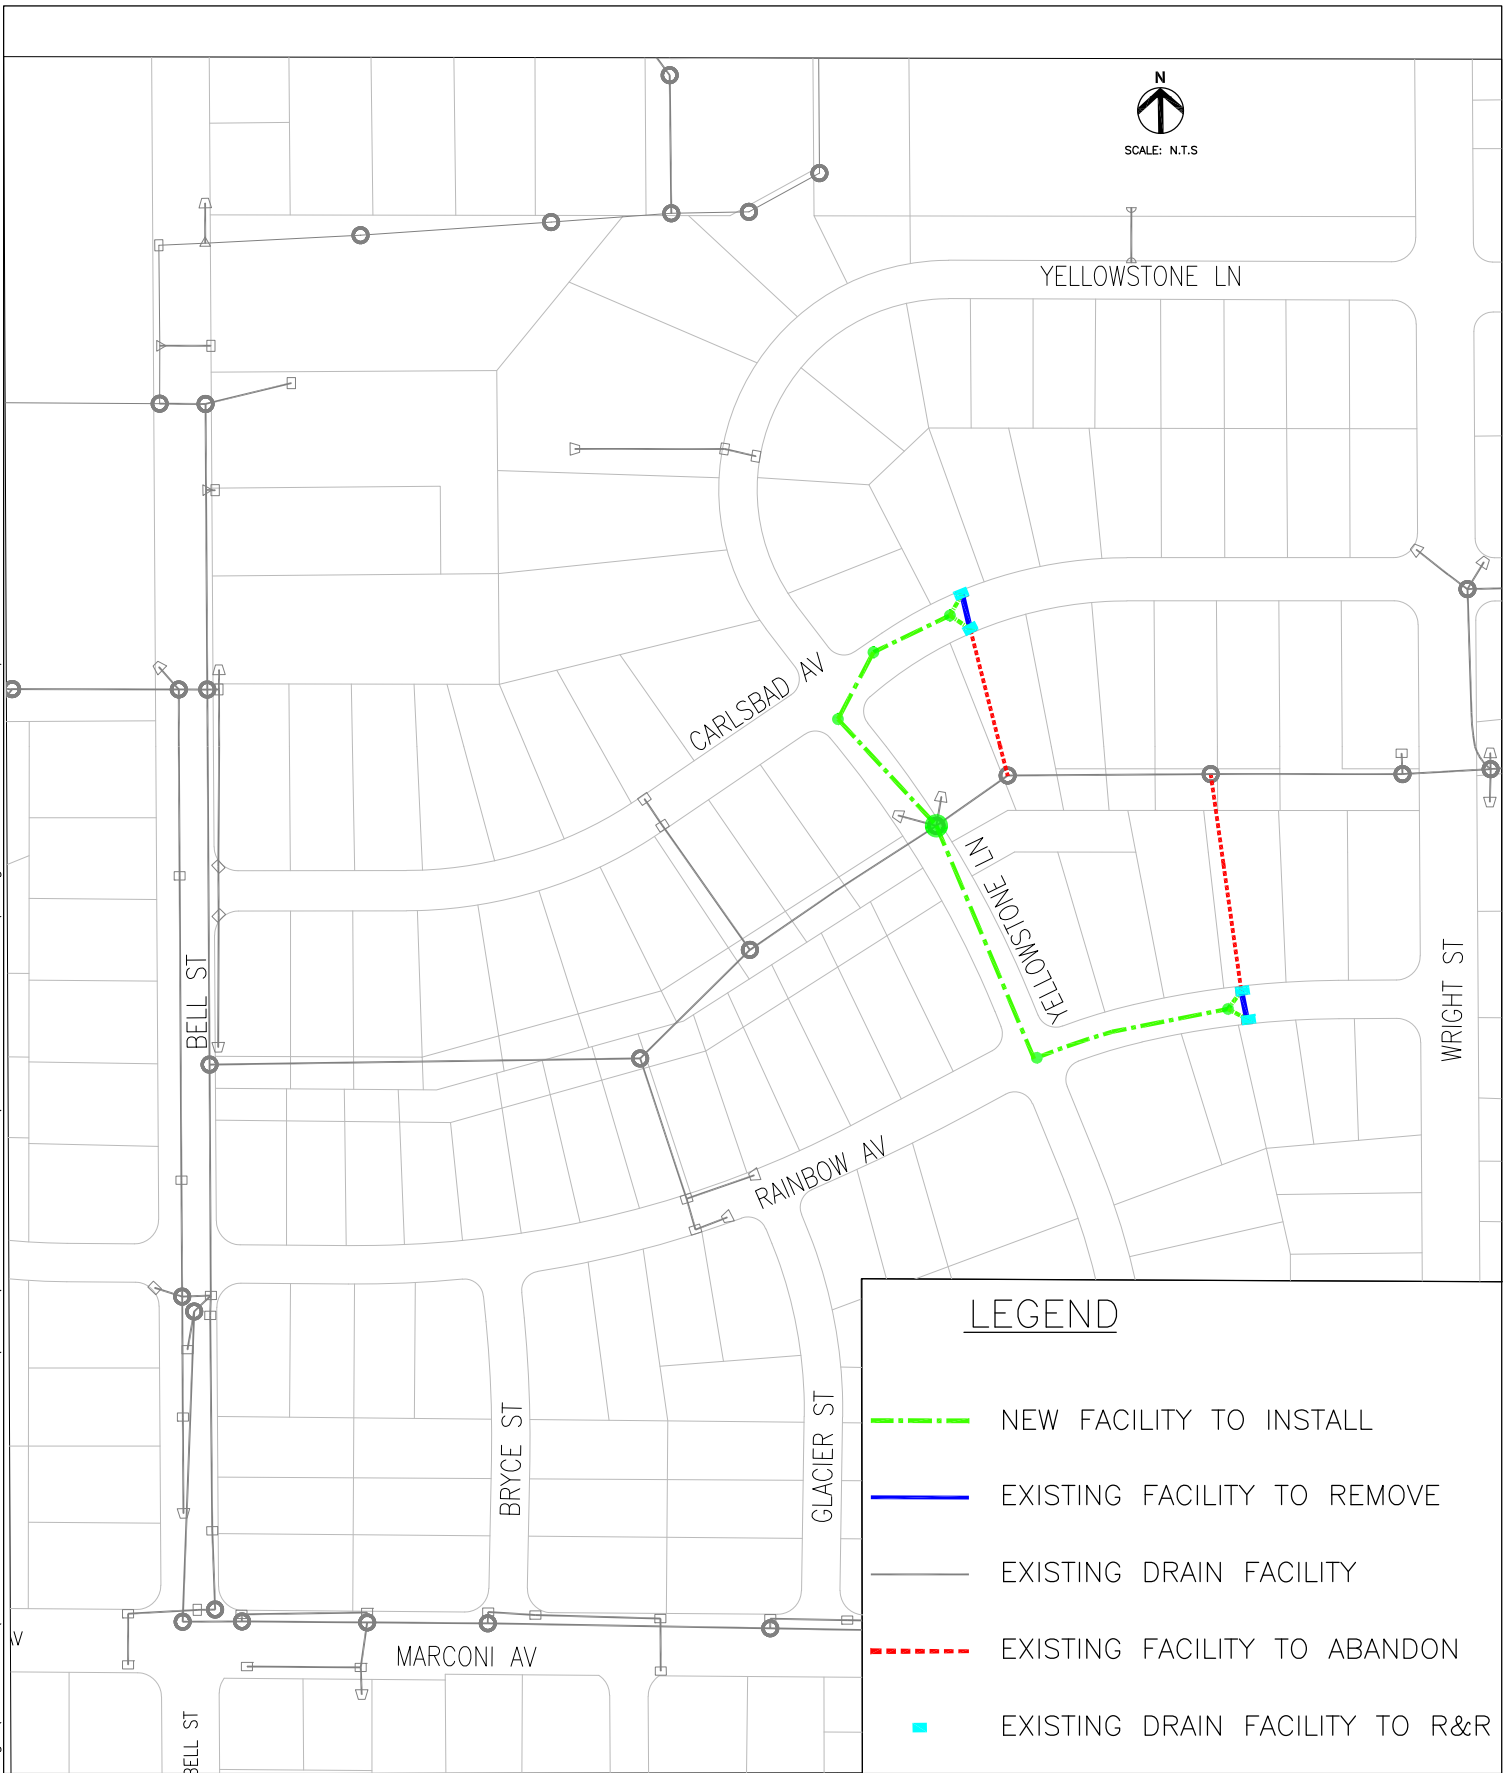 N
SCALE: N.T.S
YELLOWSTONE LN
CARLSBAD AV
YELLOWSTONE LN
BELL ST
WRIGHT ST
RAINBOW AV
BRYCE ST
GLACIER ST
MARCONI AV
BELL ST
LEGEND
NEW FACILITY TO INSTALL
EXISTING FACILITY TO REMOVE
EXISTING DRAIN FACILITY
EXISTING FACILITY TO ABANDON
EXISTING DRAIN FACILITY TO R&R